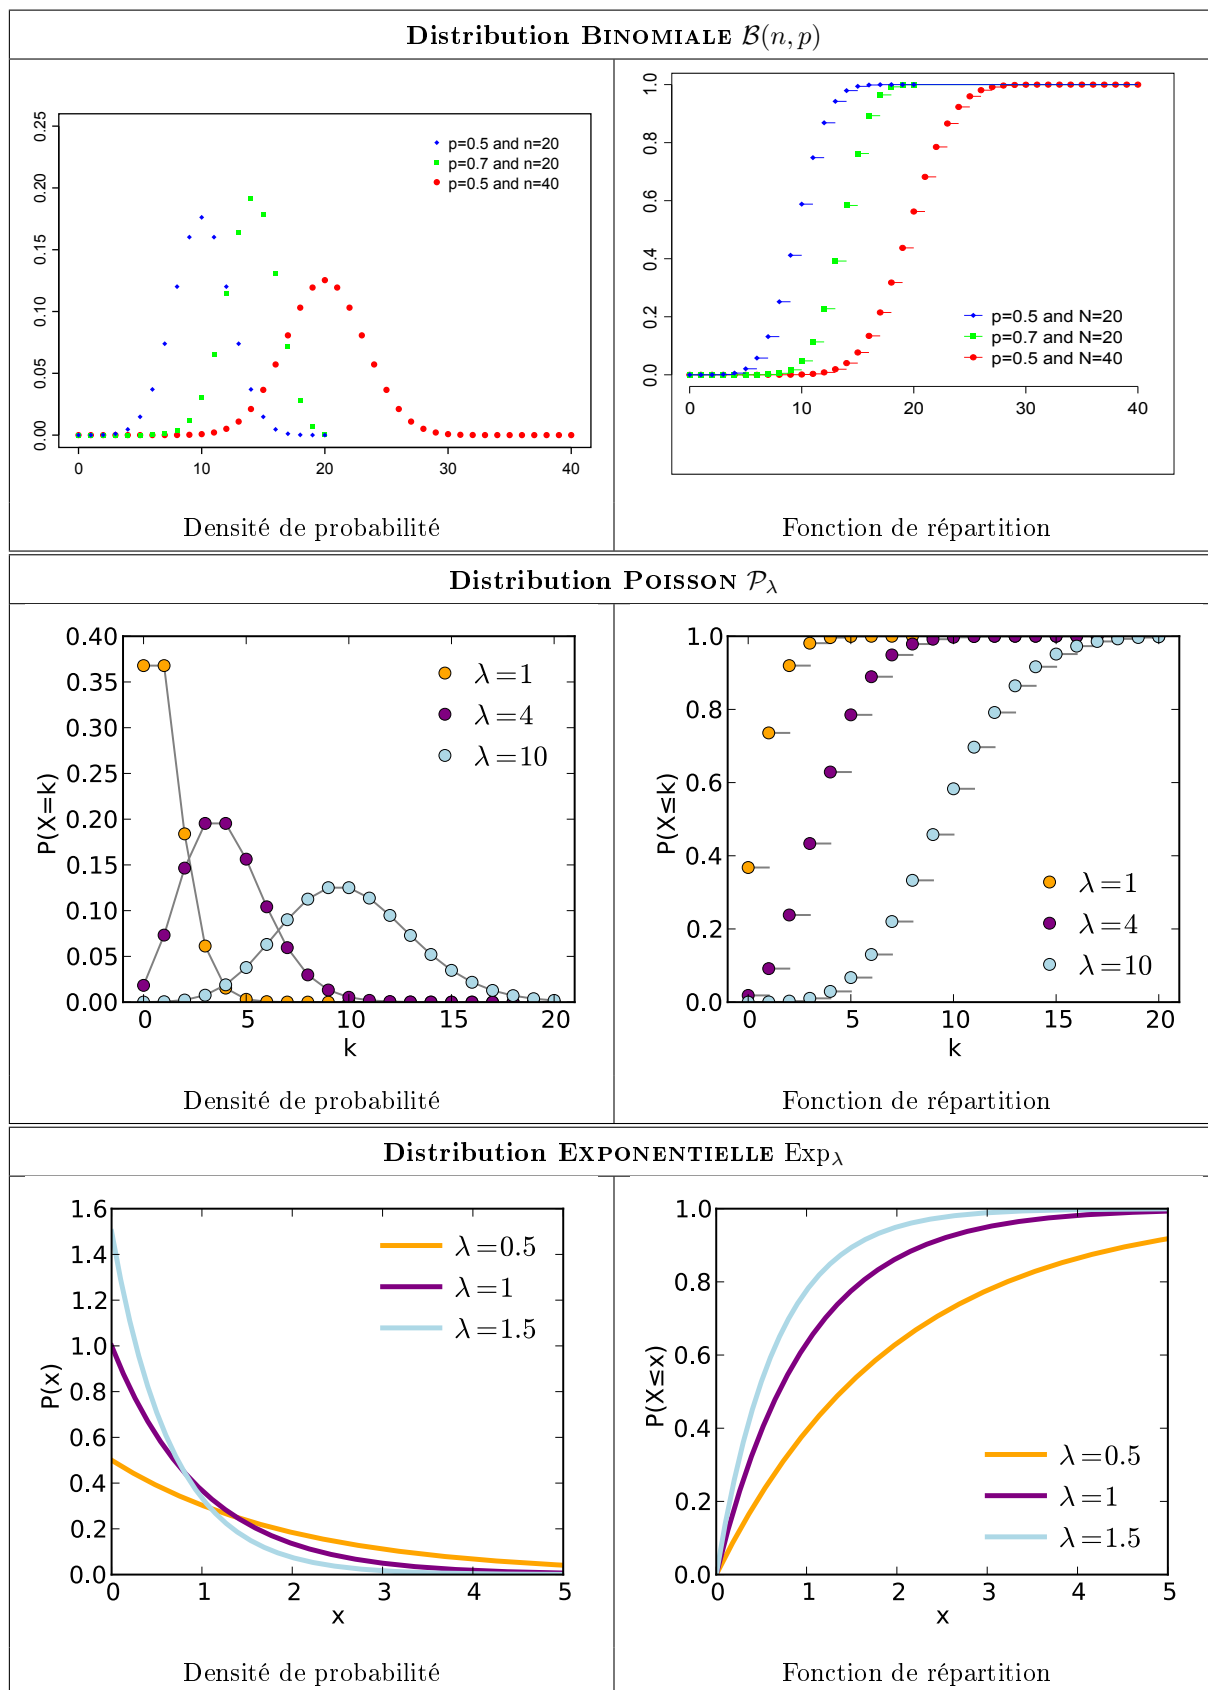 Distribution BINOMIALE B(n, p)
0.25
0.20
0.15
0.10
0.05
0.00
p=0.5 and n=20
p=0.7 and n=20
p=0.5 and n=40
0 10 20 30 40
Densité de probabilité
1.0
0.8
0.6
0.4
0.2
0.0
p=0.5 and N=20
p=0.7 and N=20
p=0.5 and N=40
0 10 20 30 40
Fonction de répartition
Distribution POISSON 𝒫λ
0.40
0.35
0.30
0.25
0.20
0.15
0.10
0.05
0.00
P(X=k)
λ=1
λ=4
λ=10
0 5 10 15 20
k
Densité de probabilité
1.0
0.8
0.6
0.4
0.2
0.0
P(X≤k)
λ=1
λ=4
λ=10
0 5 10 15 20
k
Fonction de répartition
Distribution EXPONENTIELLE Expλ
1.6
1.4
1.2
1.0
0.8
0.6
0.4
0.2
0.0
P(x)
λ=0.5
λ=1
λ=1.5
0 1 2 3 4 5
x
Densité de probabilité
1.0
0.8
0.6
0.4
0.2
0.0
P(X≤x)
λ=0.5
λ=1
λ=1.5
0 1 2 3 4 5
x
Fonction de répartition